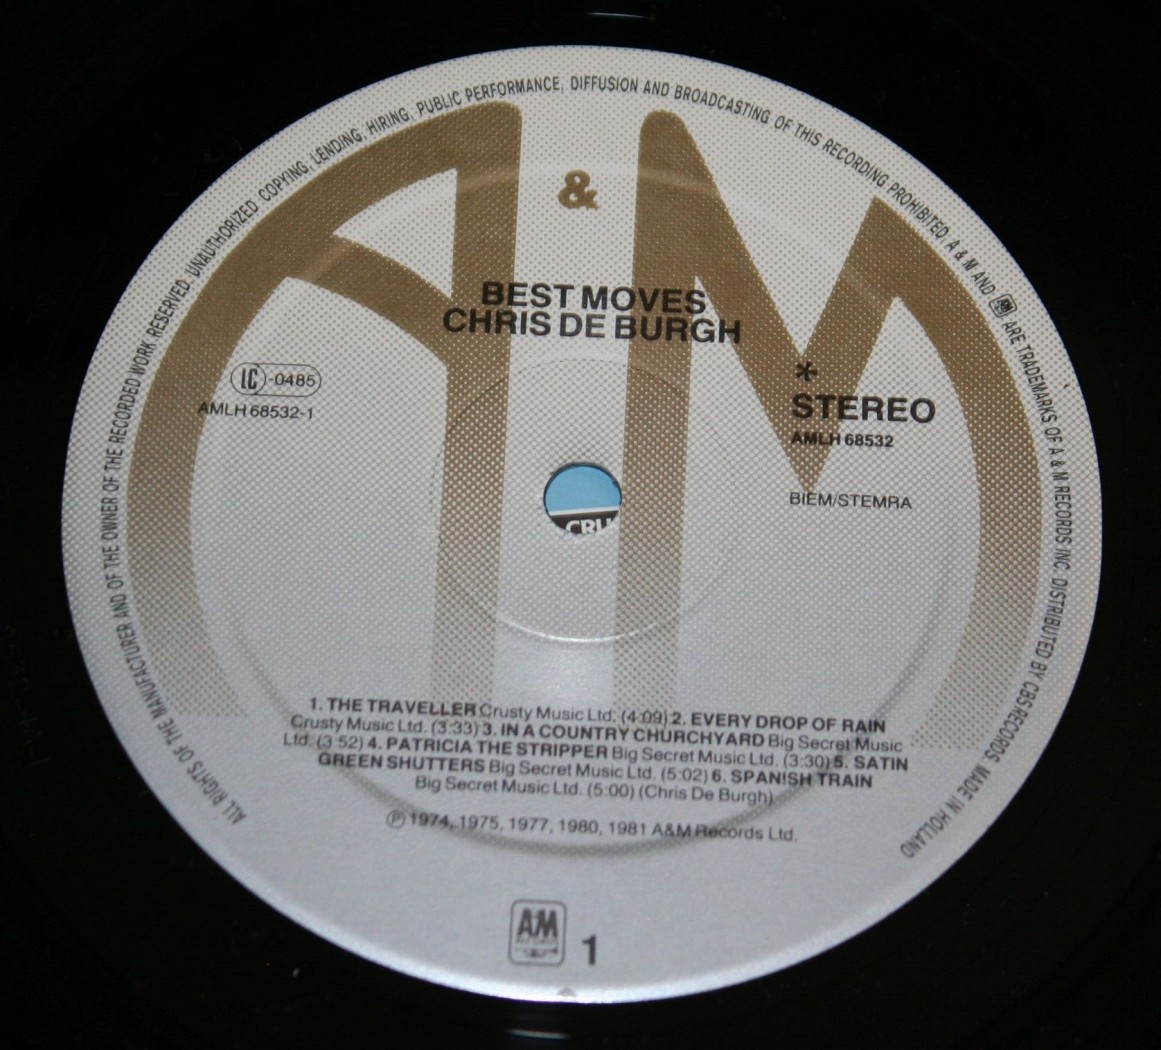 ALL RIGHTS OF THE MANUFACTURER AND OF THE OWNER OF THE RECORDED WORK RESERVED. UNAUTHORIZED COPYING, LENDING, HIRING, PUBLIC PERFORMANCE, DIFFUSION AND BROADCASTING OF THIS RECORDING PROHIBITED. A & M AND A&M ARE TRADEMARKS OF A & M RECORDS INC. DISTRIBUTED BY CBS RECORDS. MADE IN HOLLAND
A & M
BEST MOVES
CHRIS DE BURGH
LC-0485
AMLH 68532-1
*
STEREO
AMLH 68532
BIEM/STEMRA
CRU
1. THE TRAVELLER Crusty Music Ltd. (4:09) 2. EVERY DROP OF RAIN
Crusty Music Ltd. (3:33) 3. IN A COUNTRY CHURCHYARD Big Secret Music
Ltd. (3:52) 4. PATRICIA THE STRIPPER Big Secret Music Ltd. (3:30) 5. SATIN
GREEN SHUTTERS Big Secret Music Ltd. (5:02) 6. SPANISH TRAIN
Big Secret Music Ltd. (5:00) (Chris De Burgh)
℗ 1974, 1975, 1977, 1980, 1981 A&M Records Ltd.
A&M
1